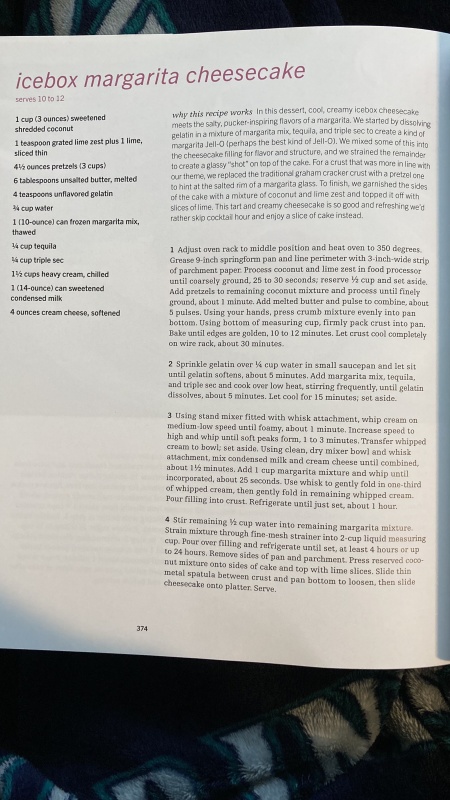 icebox margarita cheesecake
serves 10 to 12
1 cup (3 ounces) sweetened
shredded coconut
1 teaspoon grated lime zest plus 1 lime,
sliced thin
4½ ounces pretzels (3 cups)
6 tablespoons unsalted butter, melted
4 teaspoons unflavored gelatin
¾ cup water
1 (10-ounce) can frozen margarita mix,
thawed
¼ cup tequila
¼ cup triple sec
1½ cups heavy cream, chilled
1 (14-ounce) can sweetened
condensed milk
4 ounces cream cheese, softened
why this recipe works In this dessert, cool, creamy icebox cheesecake
meets the salty, pucker-inspiring flavors of a margarita. We started by dissolving
gelatin in a mixture of margarita mix, tequila, and triple sec to create a kind of
margarita Jell-O (perhaps the best kind of Jell-O). We mixed some of this into
the cheesecake filling for flavor and structure, and we strained the remainder
to create a glassy "shot" on top of the cake. For a crust that was more in line with
our theme, we replaced the traditional graham cracker crust with a pretzel one
to hint at the salted rim of a margarita glass. To finish, we garnished the sides
of the cake with a mixture of coconut and lime zest and topped it off with
slices of lime. This tart and creamy cheesecake is so good and refreshing we'd
rather skip cocktail hour and enjoy a slice of cake instead.
1 Adjust oven rack to middle position and heat oven to 350 degrees.
Grease 9-inch springform pan and line perimeter with 3-inch-wide strip
of parchment paper. Process coconut and lime zest in food processor
until coarsely ground, 25 to 30 seconds; reserve ½ cup and set aside.
Add pretzels to remaining coconut mixture and process until finely
ground, about 1 minute. Add melted butter and pulse to combine, about
5 pulses. Using your hands, press crumb mixture evenly into pan
bottom. Using bottom of measuring cup, firmly pack crust into pan.
Bake until edges are golden, 10 to 12 minutes. Let crust cool completely
on wire rack, about 30 minutes.
2 Sprinkle gelatin over ¼ cup water in small saucepan and let sit
until gelatin softens, about 5 minutes. Add margarita mix, tequila,
and triple sec and cook over low heat, stirring frequently, until gelatin
dissolves, about 5 minutes. Let cool for 15 minutes; set aside.
3 Using stand mixer fitted with whisk attachment, whip cream on
medium-low speed until foamy, about 1 minute. Increase speed to
high and whip until soft peaks form, 1 to 3 minutes. Transfer whipped
cream to bowl; set aside. Using clean, dry mixer bowl and whisk
attachment, mix condensed milk and cream cheese until combined,
about 1½ minutes. Add 1 cup margarita mixture and whip until
incorporated, about 25 seconds. Use whisk to gently fold in one-third
of whipped cream, then gently fold in remaining whipped cream.
Pour filling into crust. Refrigerate until just set, about 1 hour.
4 Stir remaining ½ cup water into remaining margarita mixture.
Strain mixture through fine-mesh strainer into 2-cup liquid measuring
cup. Pour over filling and refrigerate until set, at least 4 hours or up
to 24 hours. Remove sides of pan and parchment. Press reserved coco-
nut mixture onto sides of cake and top with lime slices. Slide thin
metal spatula between crust and pan bottom to loosen, then slide
cheesecake onto platter. Serve.
374